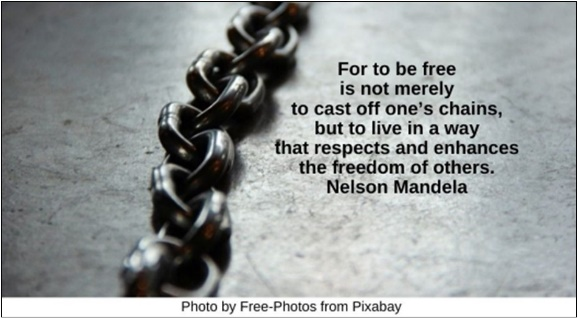 For to be free
is not merely
to cast off one's chains,
but to live in a way
that respects and enhances
the freedom of others.
Nelson Mandela
Photo by Free-Photos from Pixabay